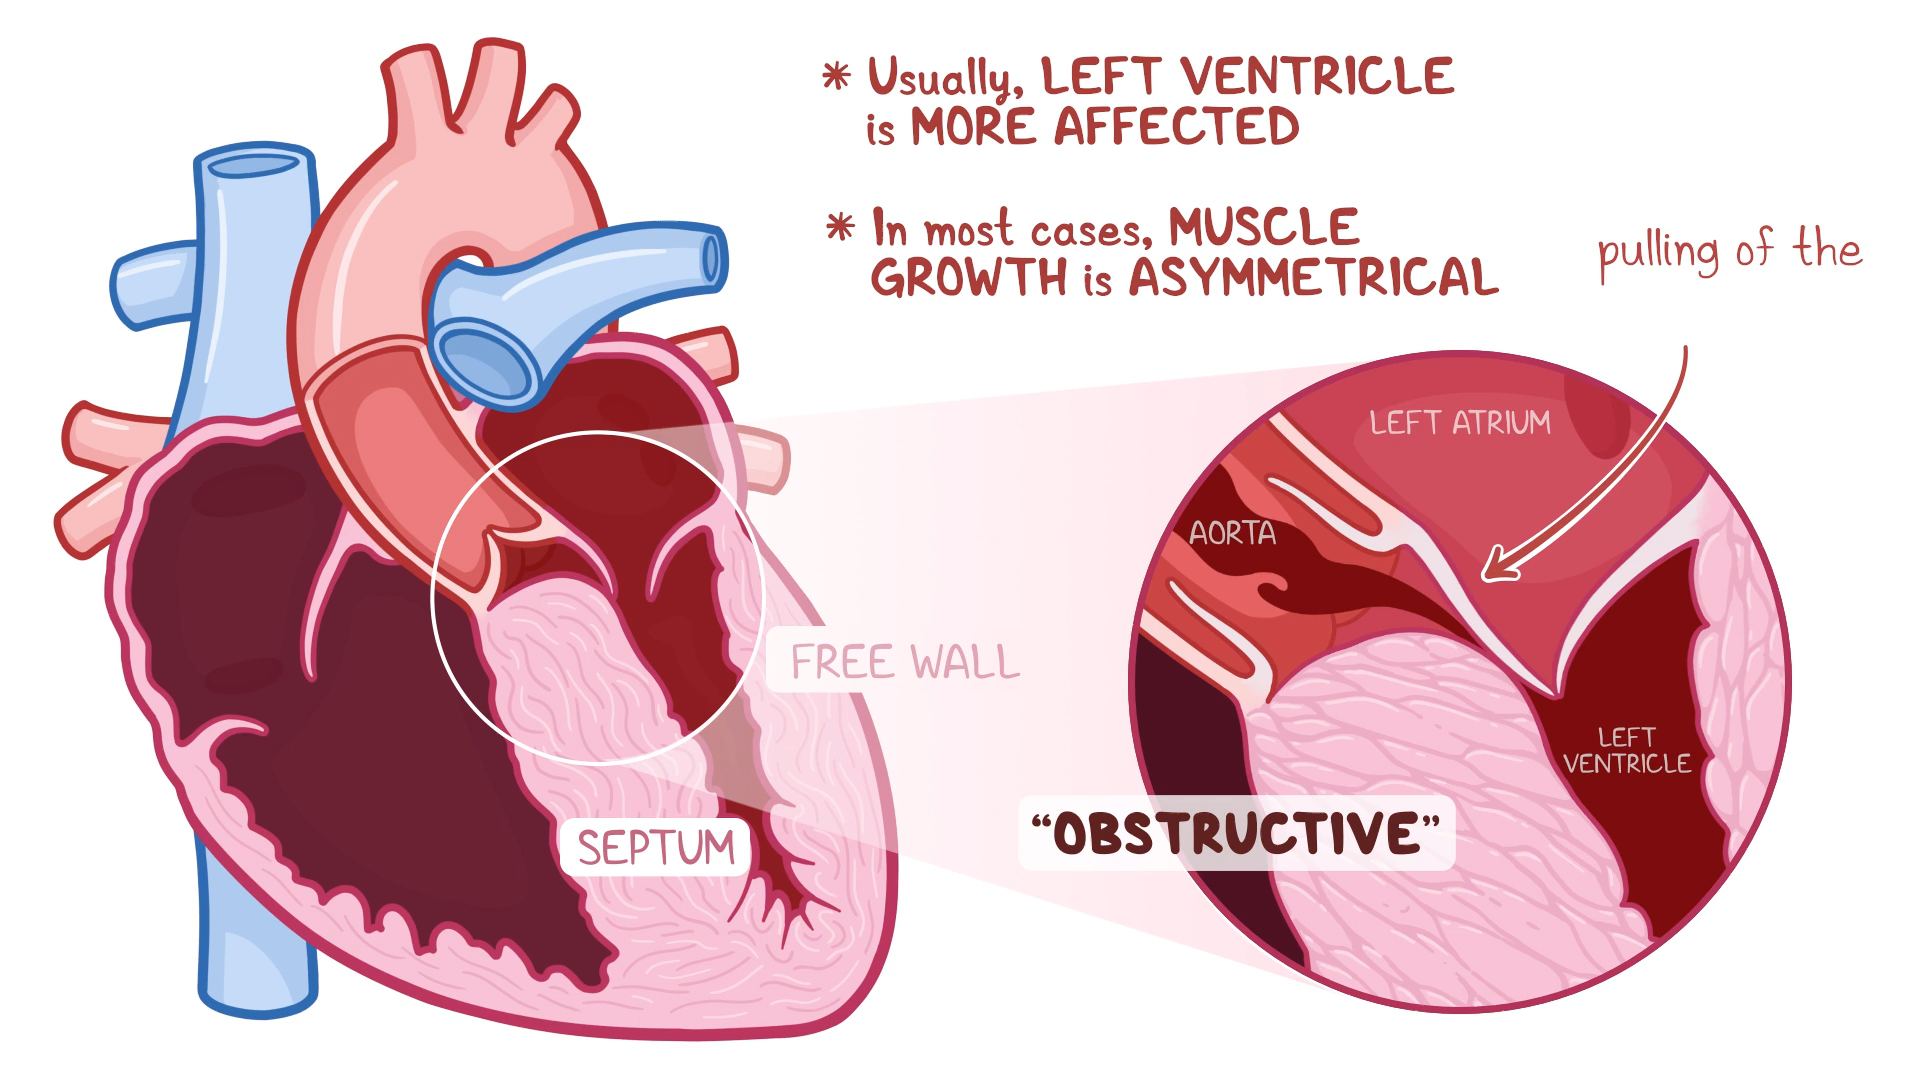 * Usually, LEFT VENTRICLE
is MORE AFFECTED
* In most cases, MUSCLE
GROWTH is ASYMMETRICAL
pulling of the
LEFT ATRIUM
AORTA
FREE WALL
LEFT
VENTRICLE
"OBSTRUCTIVE"
SEPTUM